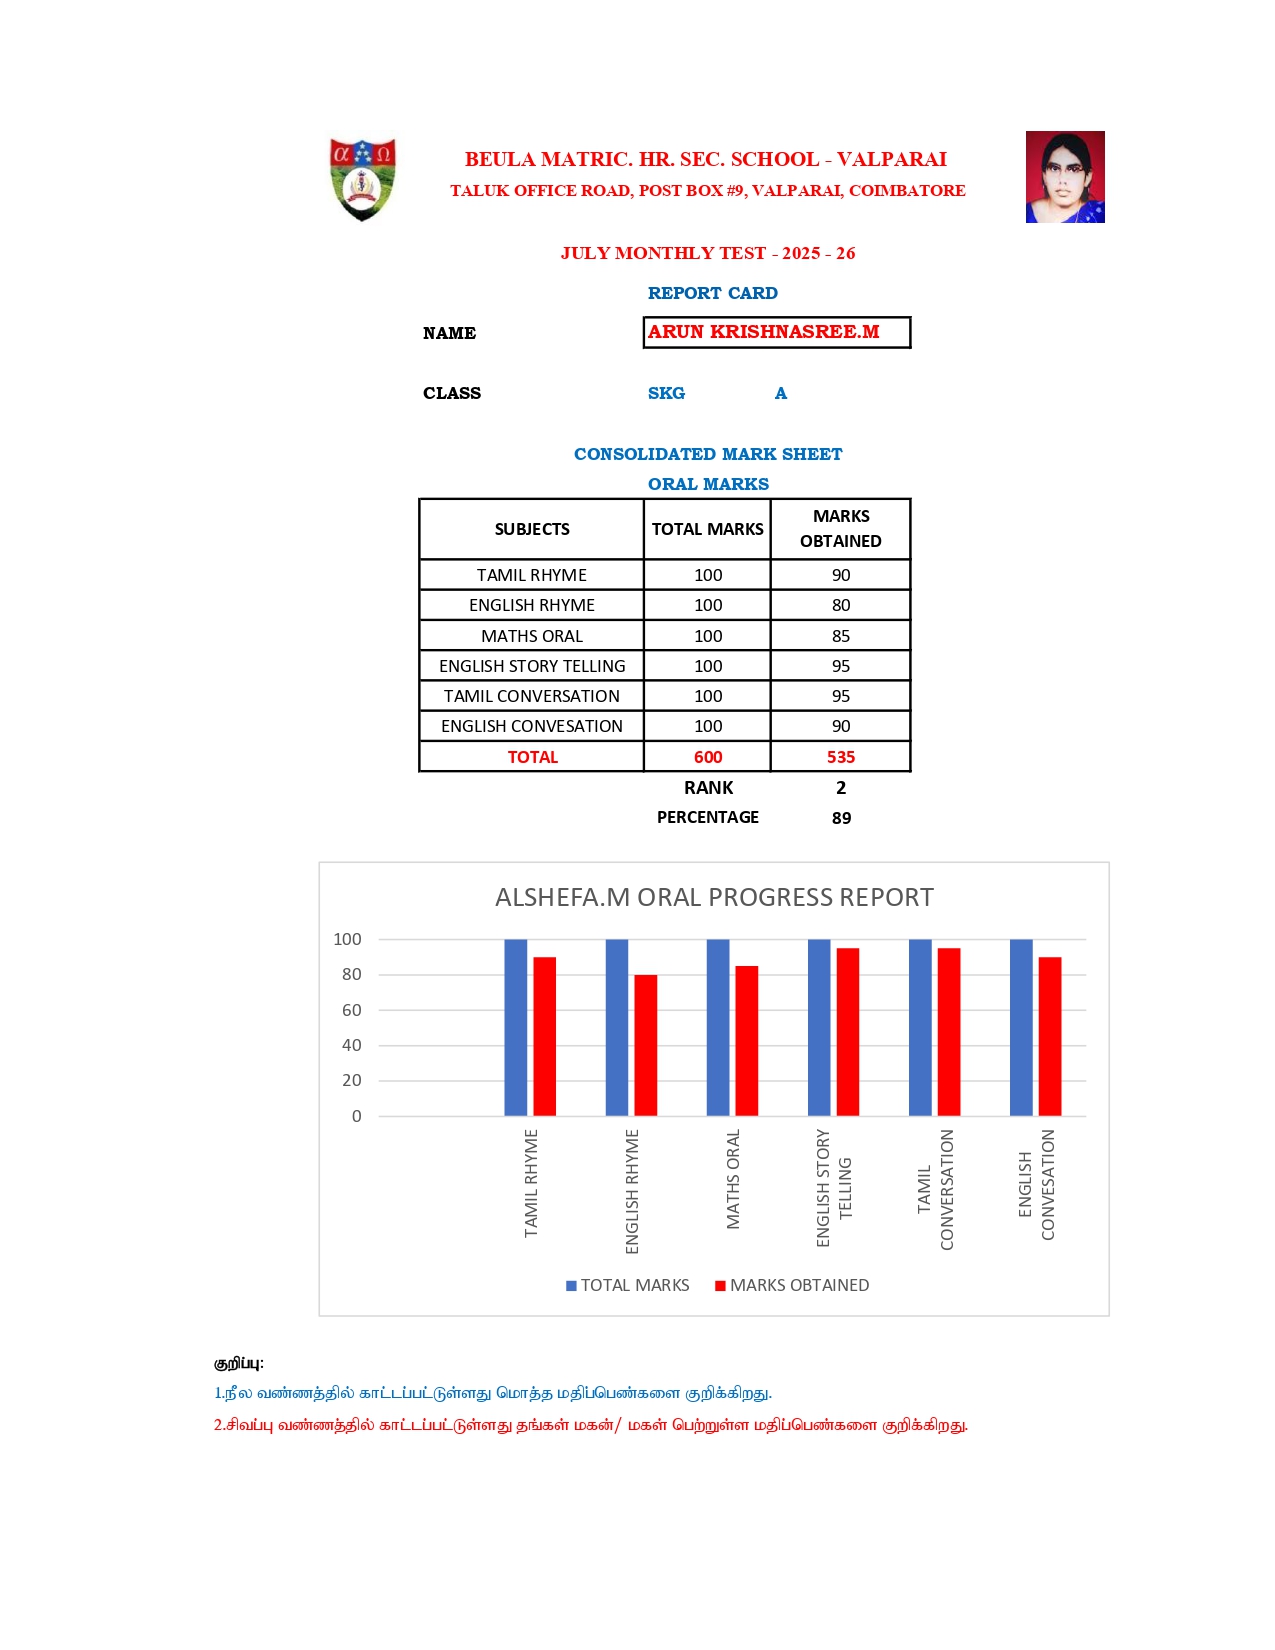 α Ω
BEULA MATRIC. HR. SEC. SCHOOL - VALPARAI
TALUK OFFICE ROAD, POST BOX #9, VALPARAI, COIMBATORE
JULY MONTHLY TEST - 2025 - 26
REPORT CARD
NAME ARUN KRISHNASREE.M
CLASS SKG A
CONSOLIDATED MARK SHEET
ORAL MARKS
SUBJECTS TOTAL MARKS MARKS OBTAINED
TAMIL RHYME 100 90
ENGLISH RHYME 100 80
MATHS ORAL 100 85
ENGLISH STORY TELLING 100 95
TAMIL CONVERSATION 100 95
ENGLISH CONVESATION 100 90
TOTAL 600 535
RANK 2
PERCENTAGE 89
ALSHEFA.M ORAL PROGRESS REPORT
100
80
60
40
20
0
TAMIL RHYME
ENGLISH RHYME
MATHS ORAL
ENGLISH STORY TELLING
TAMIL CONVERSATION
ENGLISH CONVESATION
TOTAL MARKS MARKS OBTAINED
குறிப்பு:
1.நீல வண்ணத்தில் காட்டப்பட்டுள்ளது மொத்த மதிப்பெண்களை குறிக்கிறது.
2.சிவப்பு வண்ணத்தில் காட்டப்பட்டுள்ளது தங்கள் மகன்/ மகள் பெற்றுள்ள மதிப்பெண்களை குறிக்கிறது.